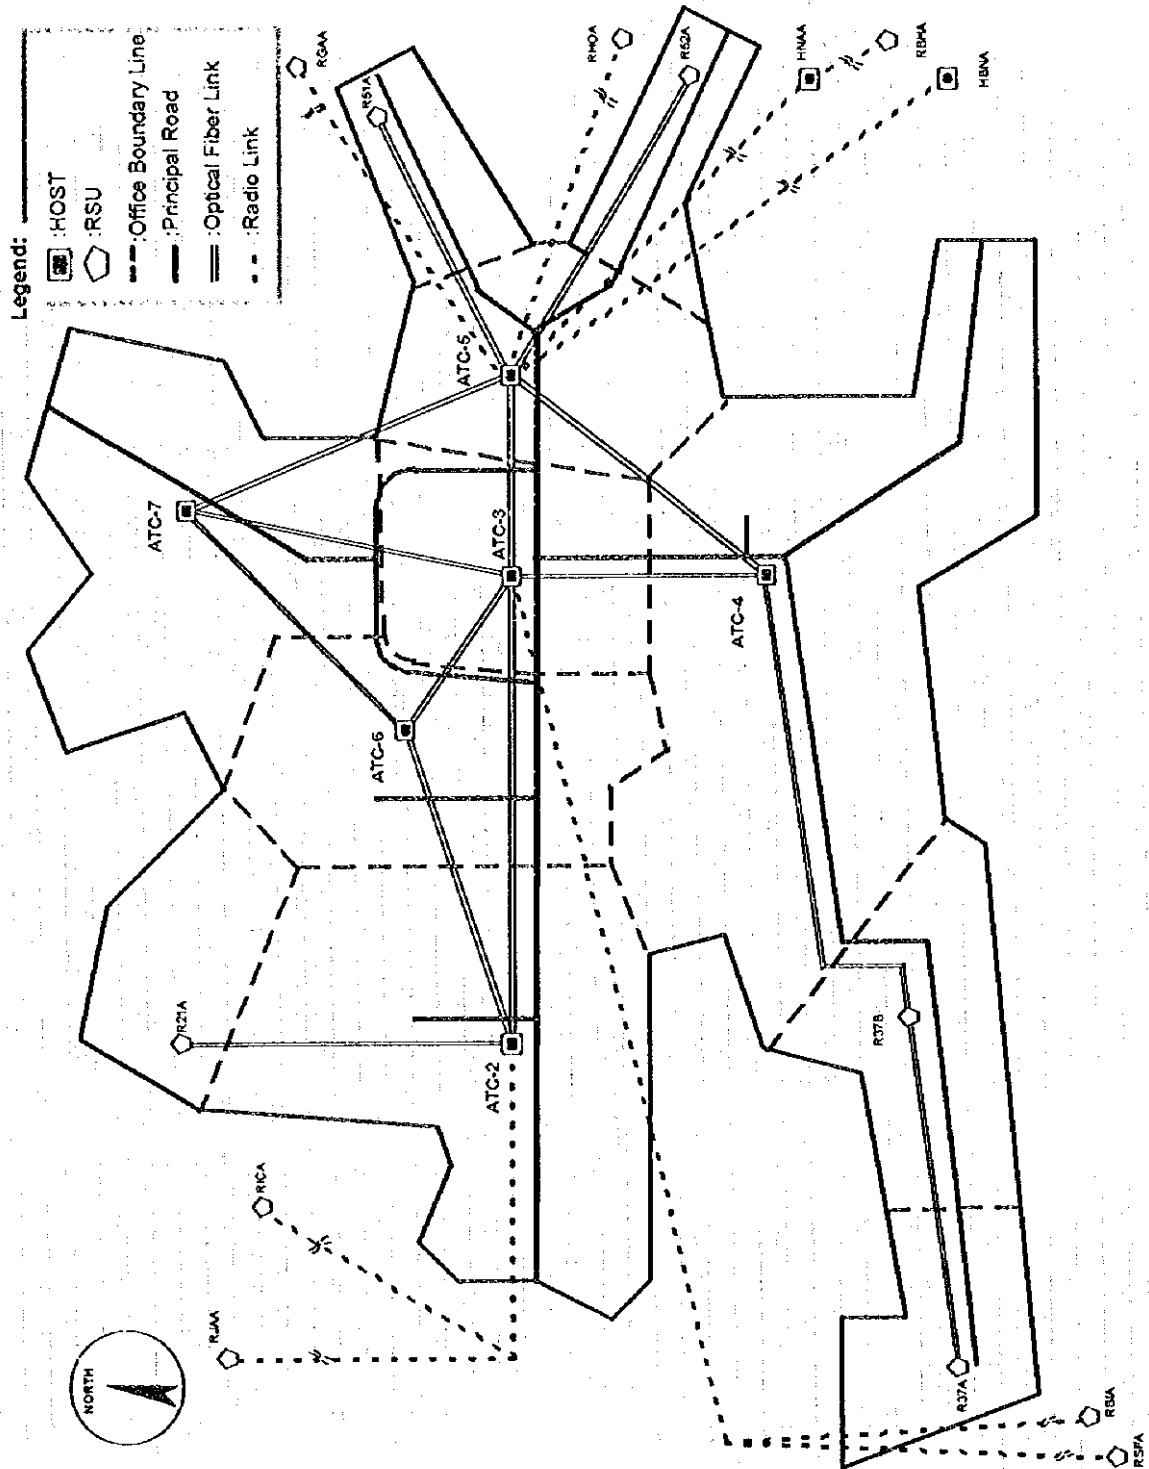 Legend:
:HOST
:RSU
:Office Boundary Line
:Principal Road
:Optical Fiber Link
:Radio Link
RGAA
R51A
RHOA
R52A
HNAA
RBHA
HBNA
ATC-5
ATC-7
ATC-3
ATC-4
ATC-6
ATC-2
R21A
RICA
RJAA
NORTH
R37B
R37A
RSFA